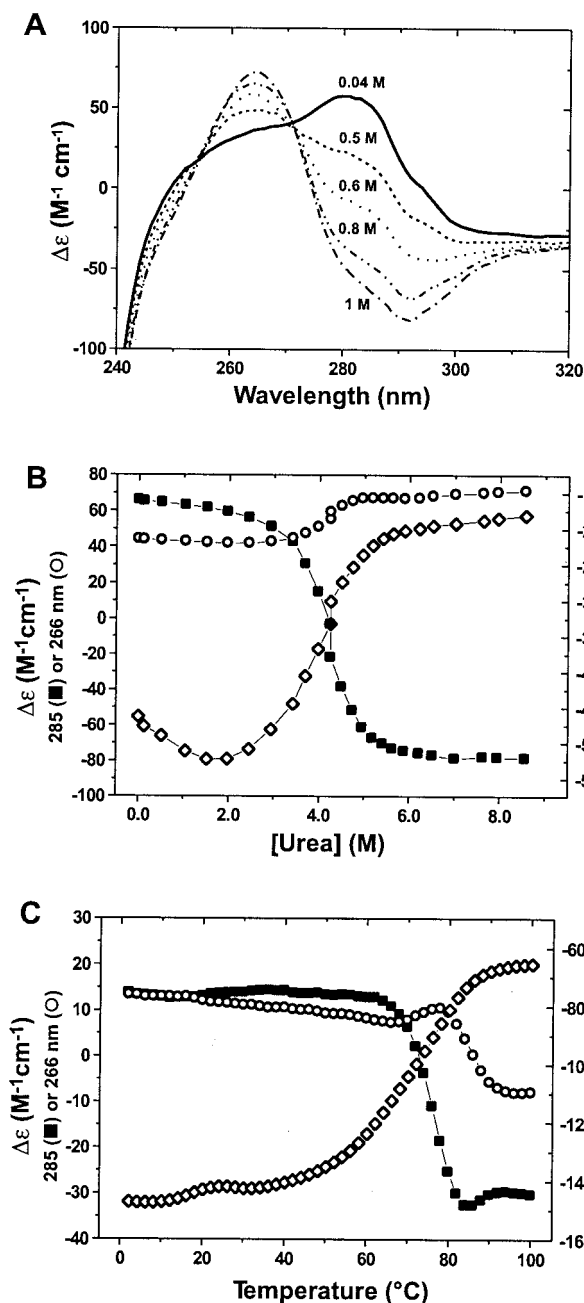 A
100
50
0
-50
-100
Δε (M⁻¹ cm⁻¹)
0.04 M
0.5 M
0.6 M
0.8 M
1 M
240
260
280
300
320
Wavelength (nm)
B
80
60
40
20
0
-20
-40
-60
-80
-100
Δε (M⁻¹cm⁻¹)
285 (■) or 266 nm (O)
0.0
2.0
4.0
6.0
8.0
[Urea] (M)
C
30
20
10
0
-10
-20
-30
-40
Δε (M⁻¹cm⁻¹)
285 (■) or 266 nm (O)
-60
-80
-10
-12
-14
-16
0
20
40
60
80
100
Temperature (°C)